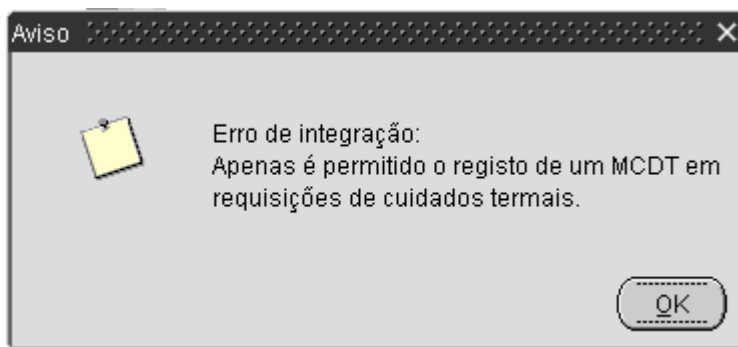 Aviso
Erro de integração:
Apenas é permitido o registo de um MCDT em
requisições de cuidados termais.
OK